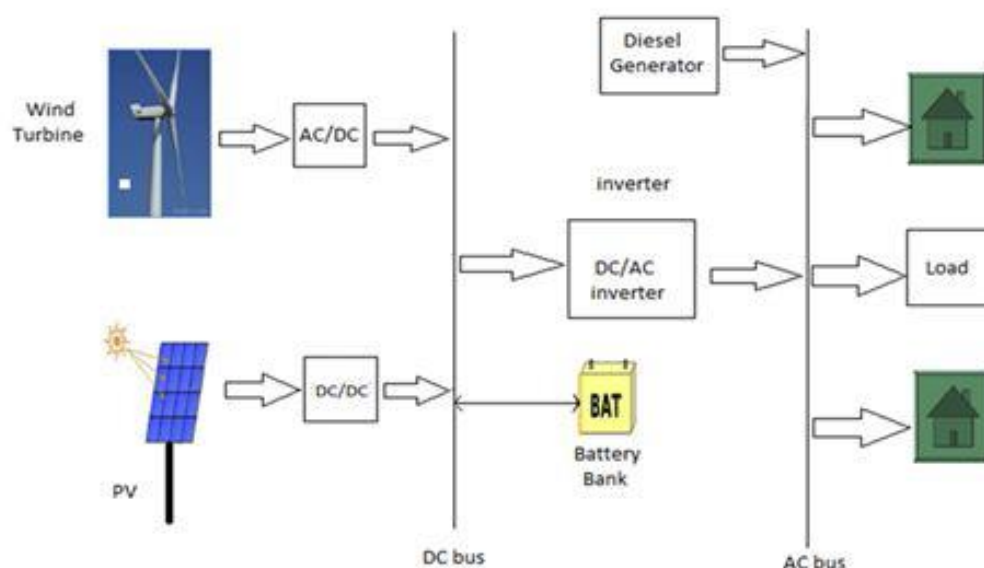 Wind
Turbine
AC/DC
Diesel
Generator
inverter
DC/AC
inverter
Load
DC/DC
BAT
Battery
Bank
PV
DC bus
AC bus